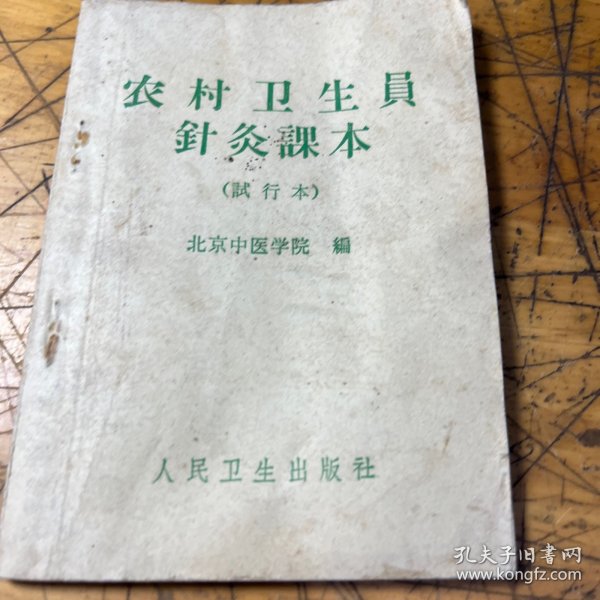 农村卫生員
針灸課本
(試行本)
北京中医学院 編
人民卫生出版社
孔夫子旧书网
www.kongfz.com